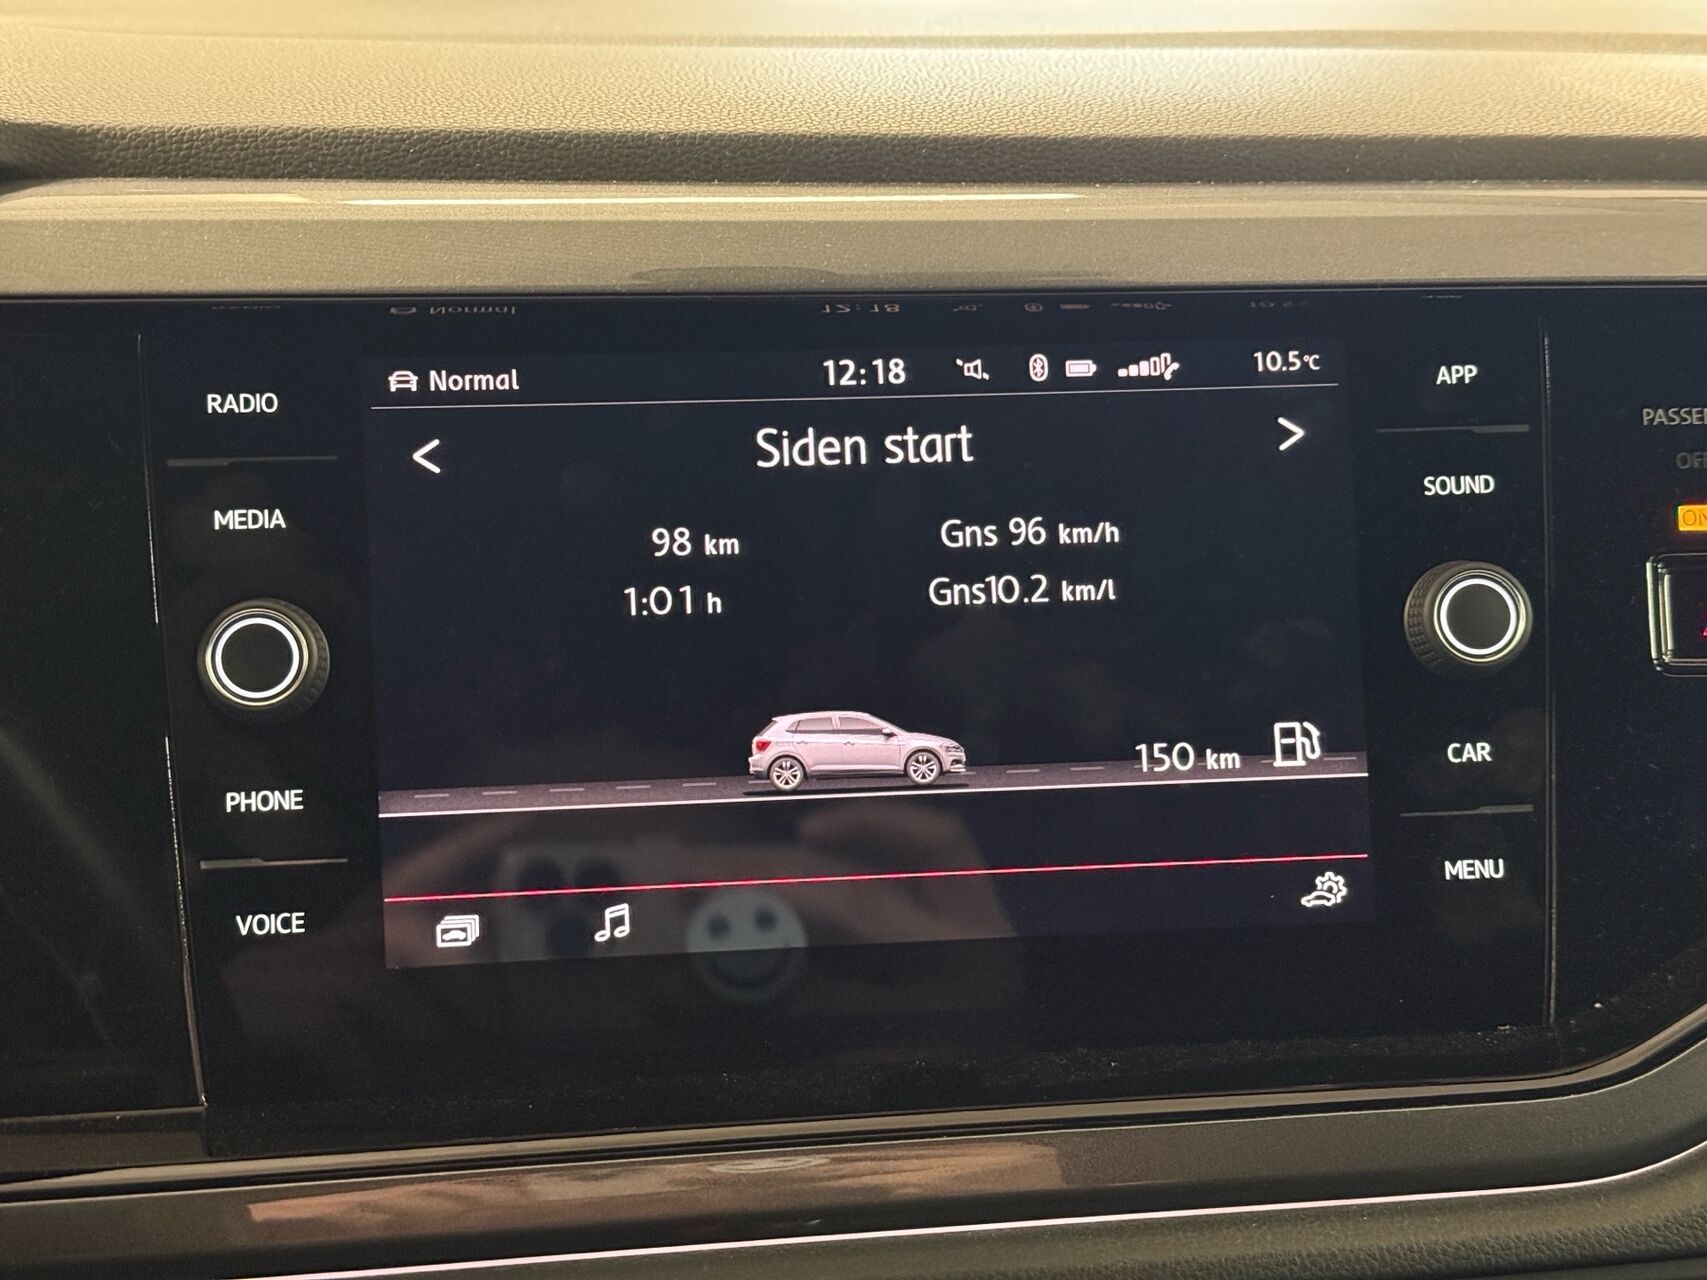 RADIO
MEDIA
PHONE
VOICE
Normal 12:18 10.5°C
< Siden start >
98 km Gns 96 km/h
1:01 h Gns10.2 km/l
150 km
APP
SOUND
CAR
MENU